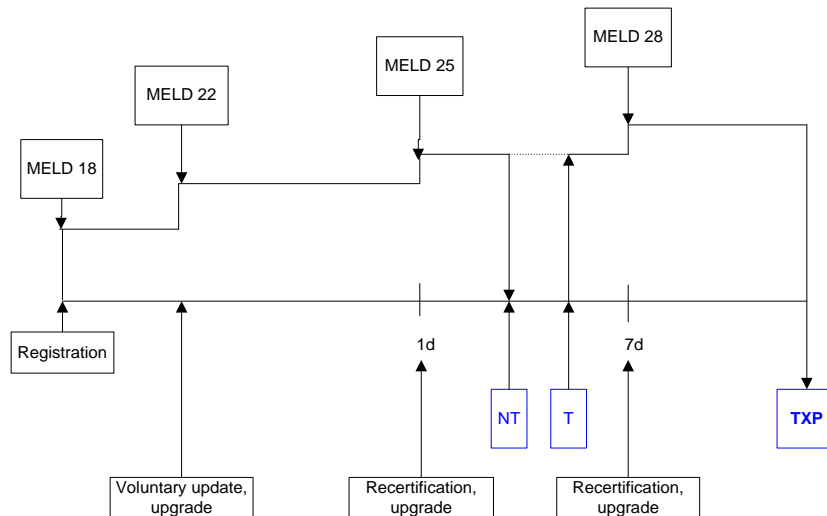 MELD 28
MELD 25
MELD 22
MELD 18
Registration
1d
7d
NT
T
TXP
Voluntary update,
upgrade
Recertification,
upgrade
Recertification,
upgrade